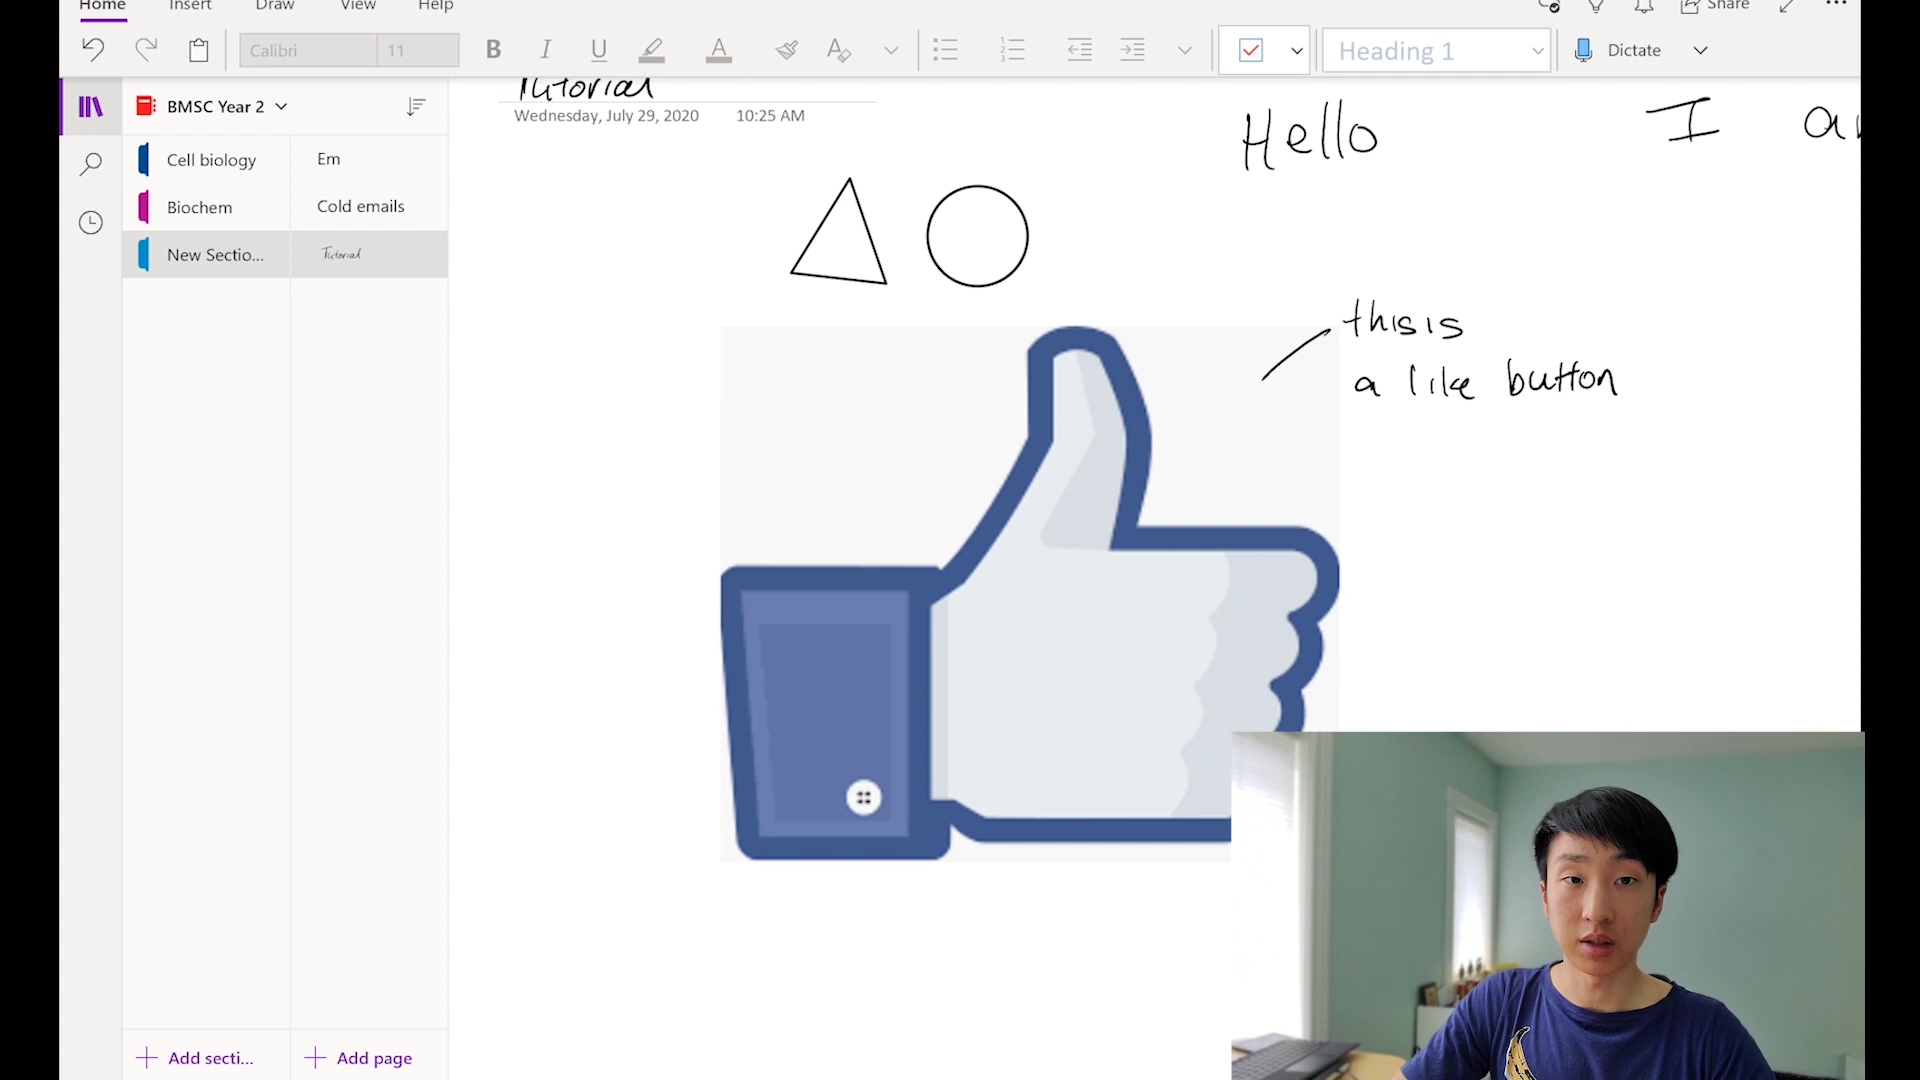 Home Insert Draw View Help Share
Calibri 11 B I U A A Heading 1 Dictate
BMSC Year 2
Cell biology
Biochem
New Sectio...
Em
Cold emails
Tutorial
Add secti...
Add page
Tutorial
Wednesday, July 29, 2020 10:25 AM
Hello I
this is
a like button